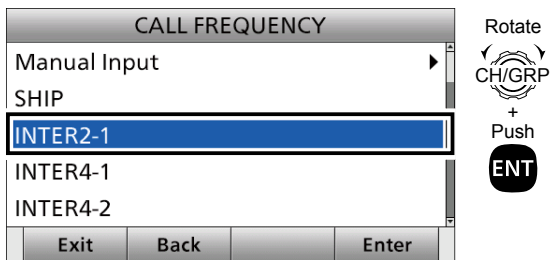 CALL FREQUENCY
Manual Input
SHIP
INTER2-1
INTER4-1
INTER4-2
Exit Back Enter
Rotate
CH/GRP
+
Push
ENT